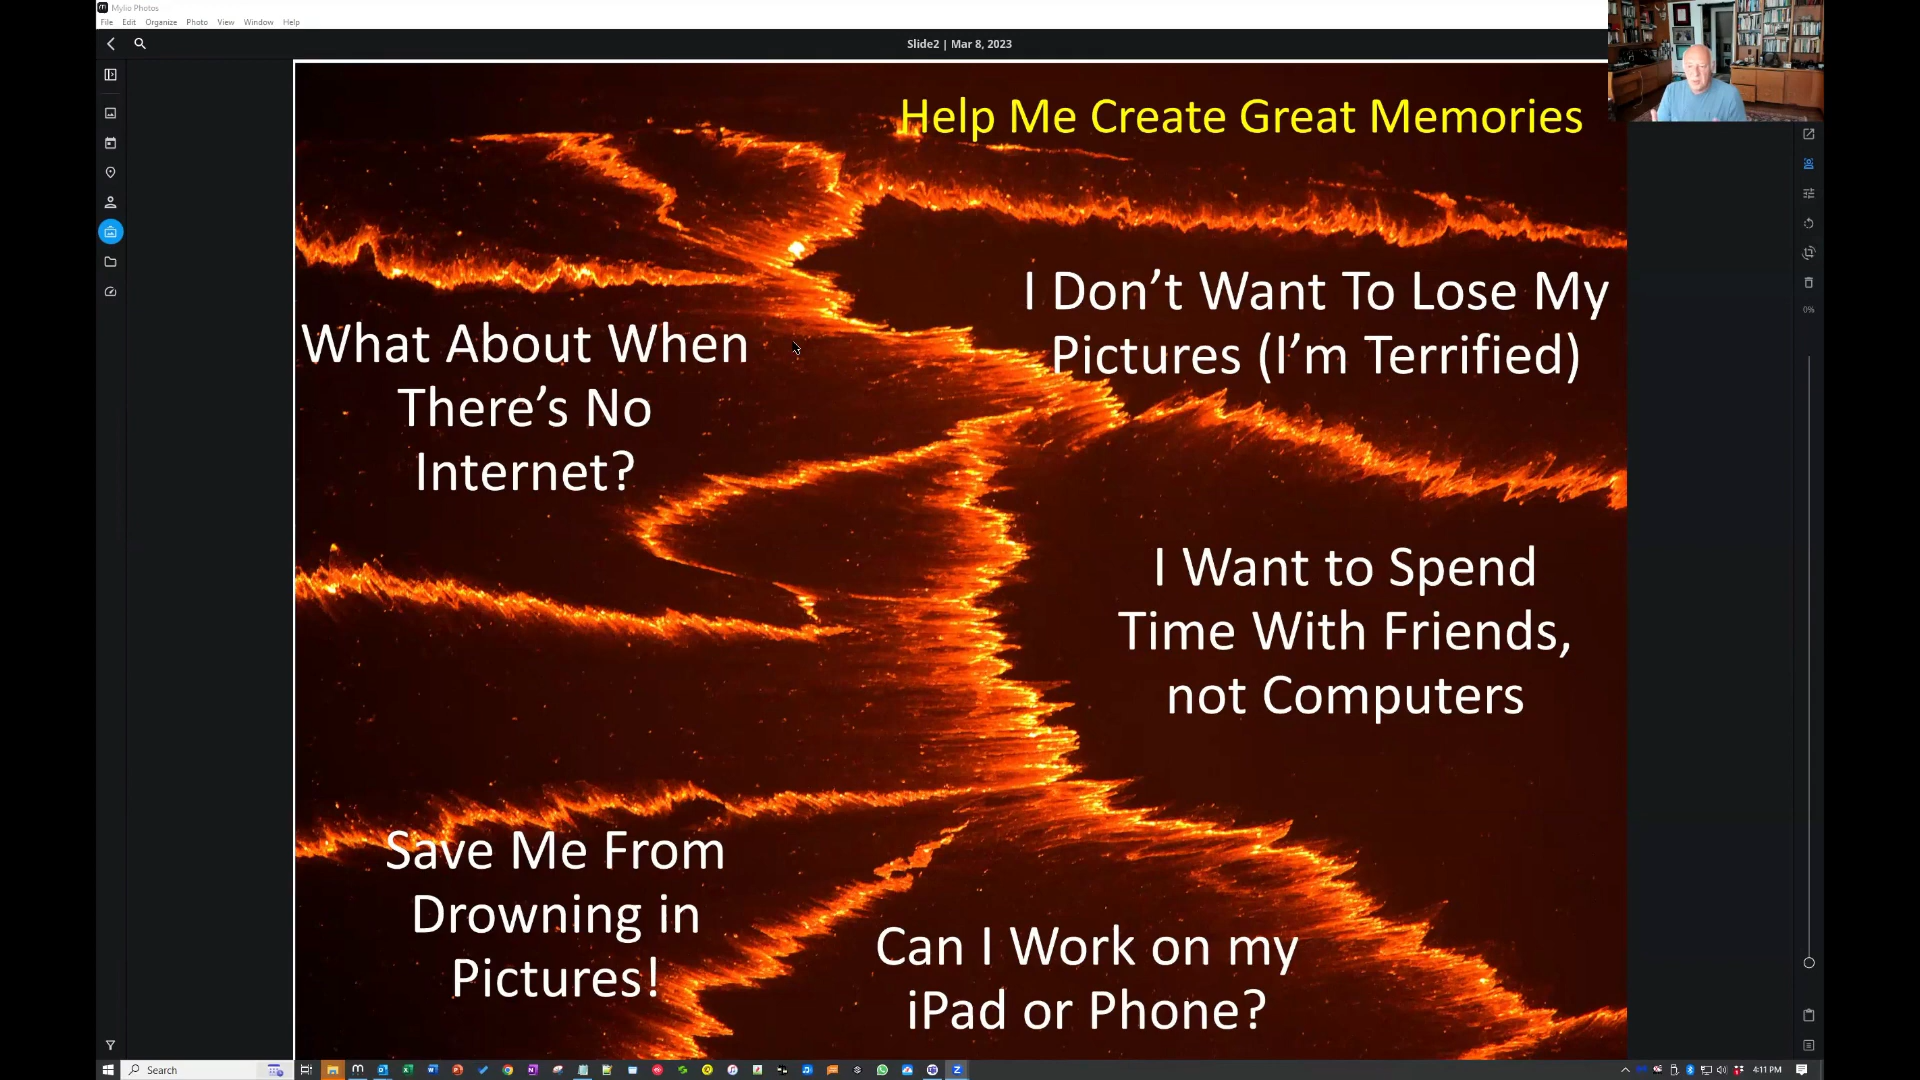 Mylio Photos
File Edit Organize Photo View Window Help
Slide2 | Mar 8, 2023
Help Me Create Great Memories
I Don’t Want To Lose My
Pictures (I’m Terrified)
What About When
There’s No
Internet?
I Want to Spend
Time With Friends,
not Computers
Save Me From
Drowning in
Pictures!
Can I Work on my
iPad or Phone?
0%
Search
4:11 PM